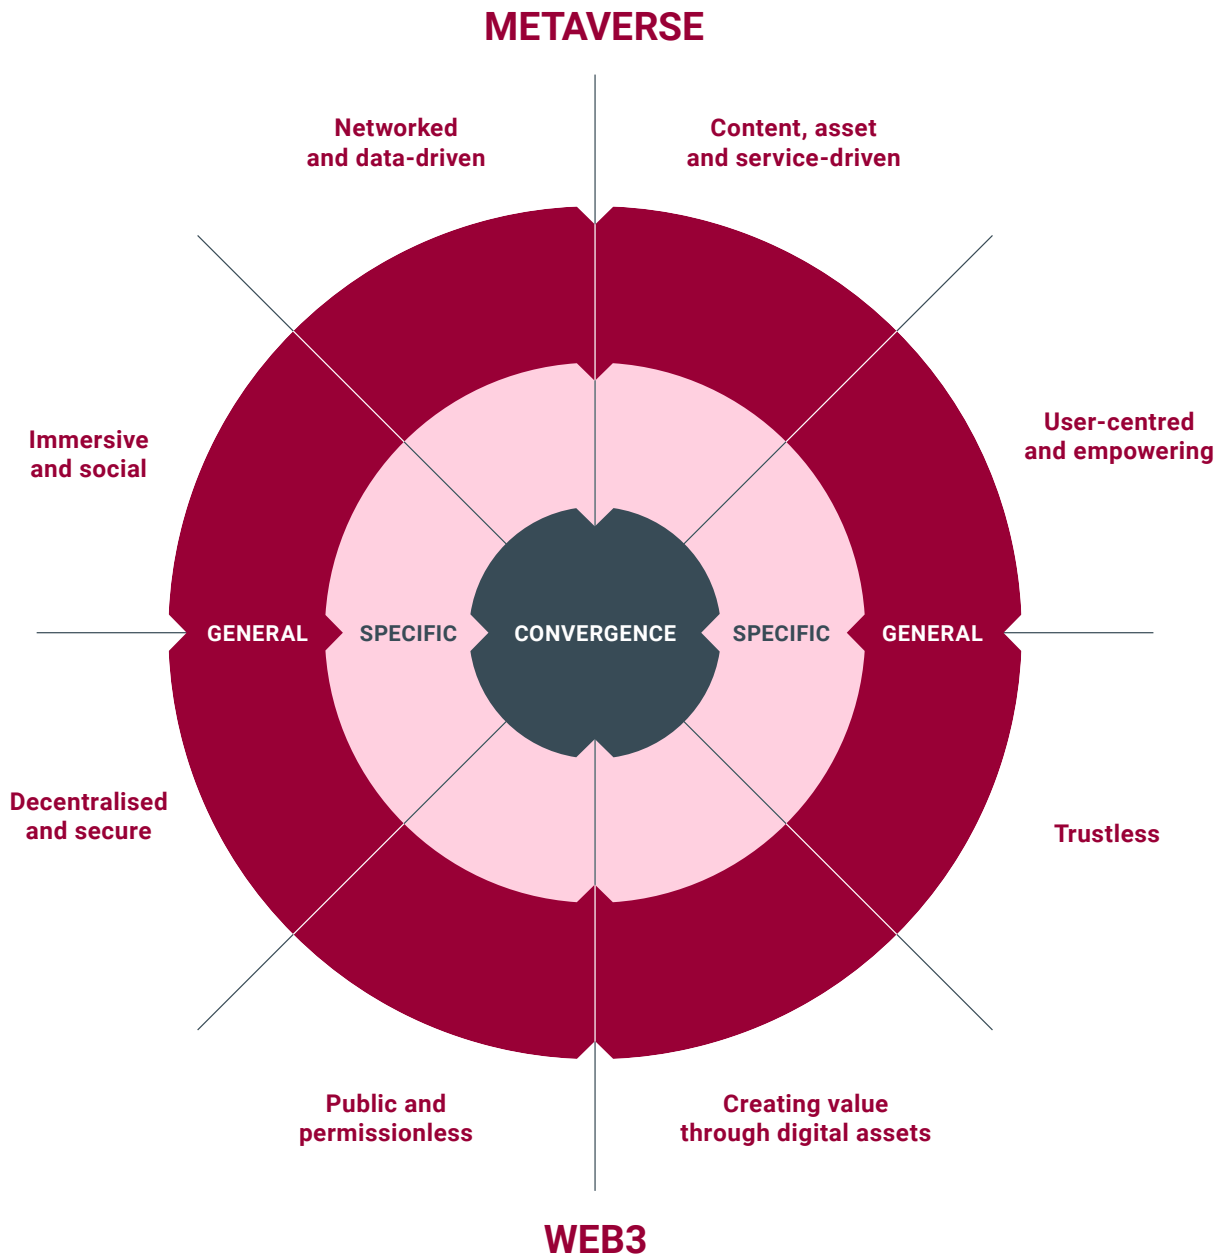 METAVERSE
Networked
and data-driven
Content, asset
and service-driven
Immersive
and social
User-centred
and empowering
GENERAL
SPECIFIC
CONVERGENCE
SPECIFIC
GENERAL
Decentralised
and secure
Trustless
Public and
permissionless
Creating value
through digital assets
WEB3